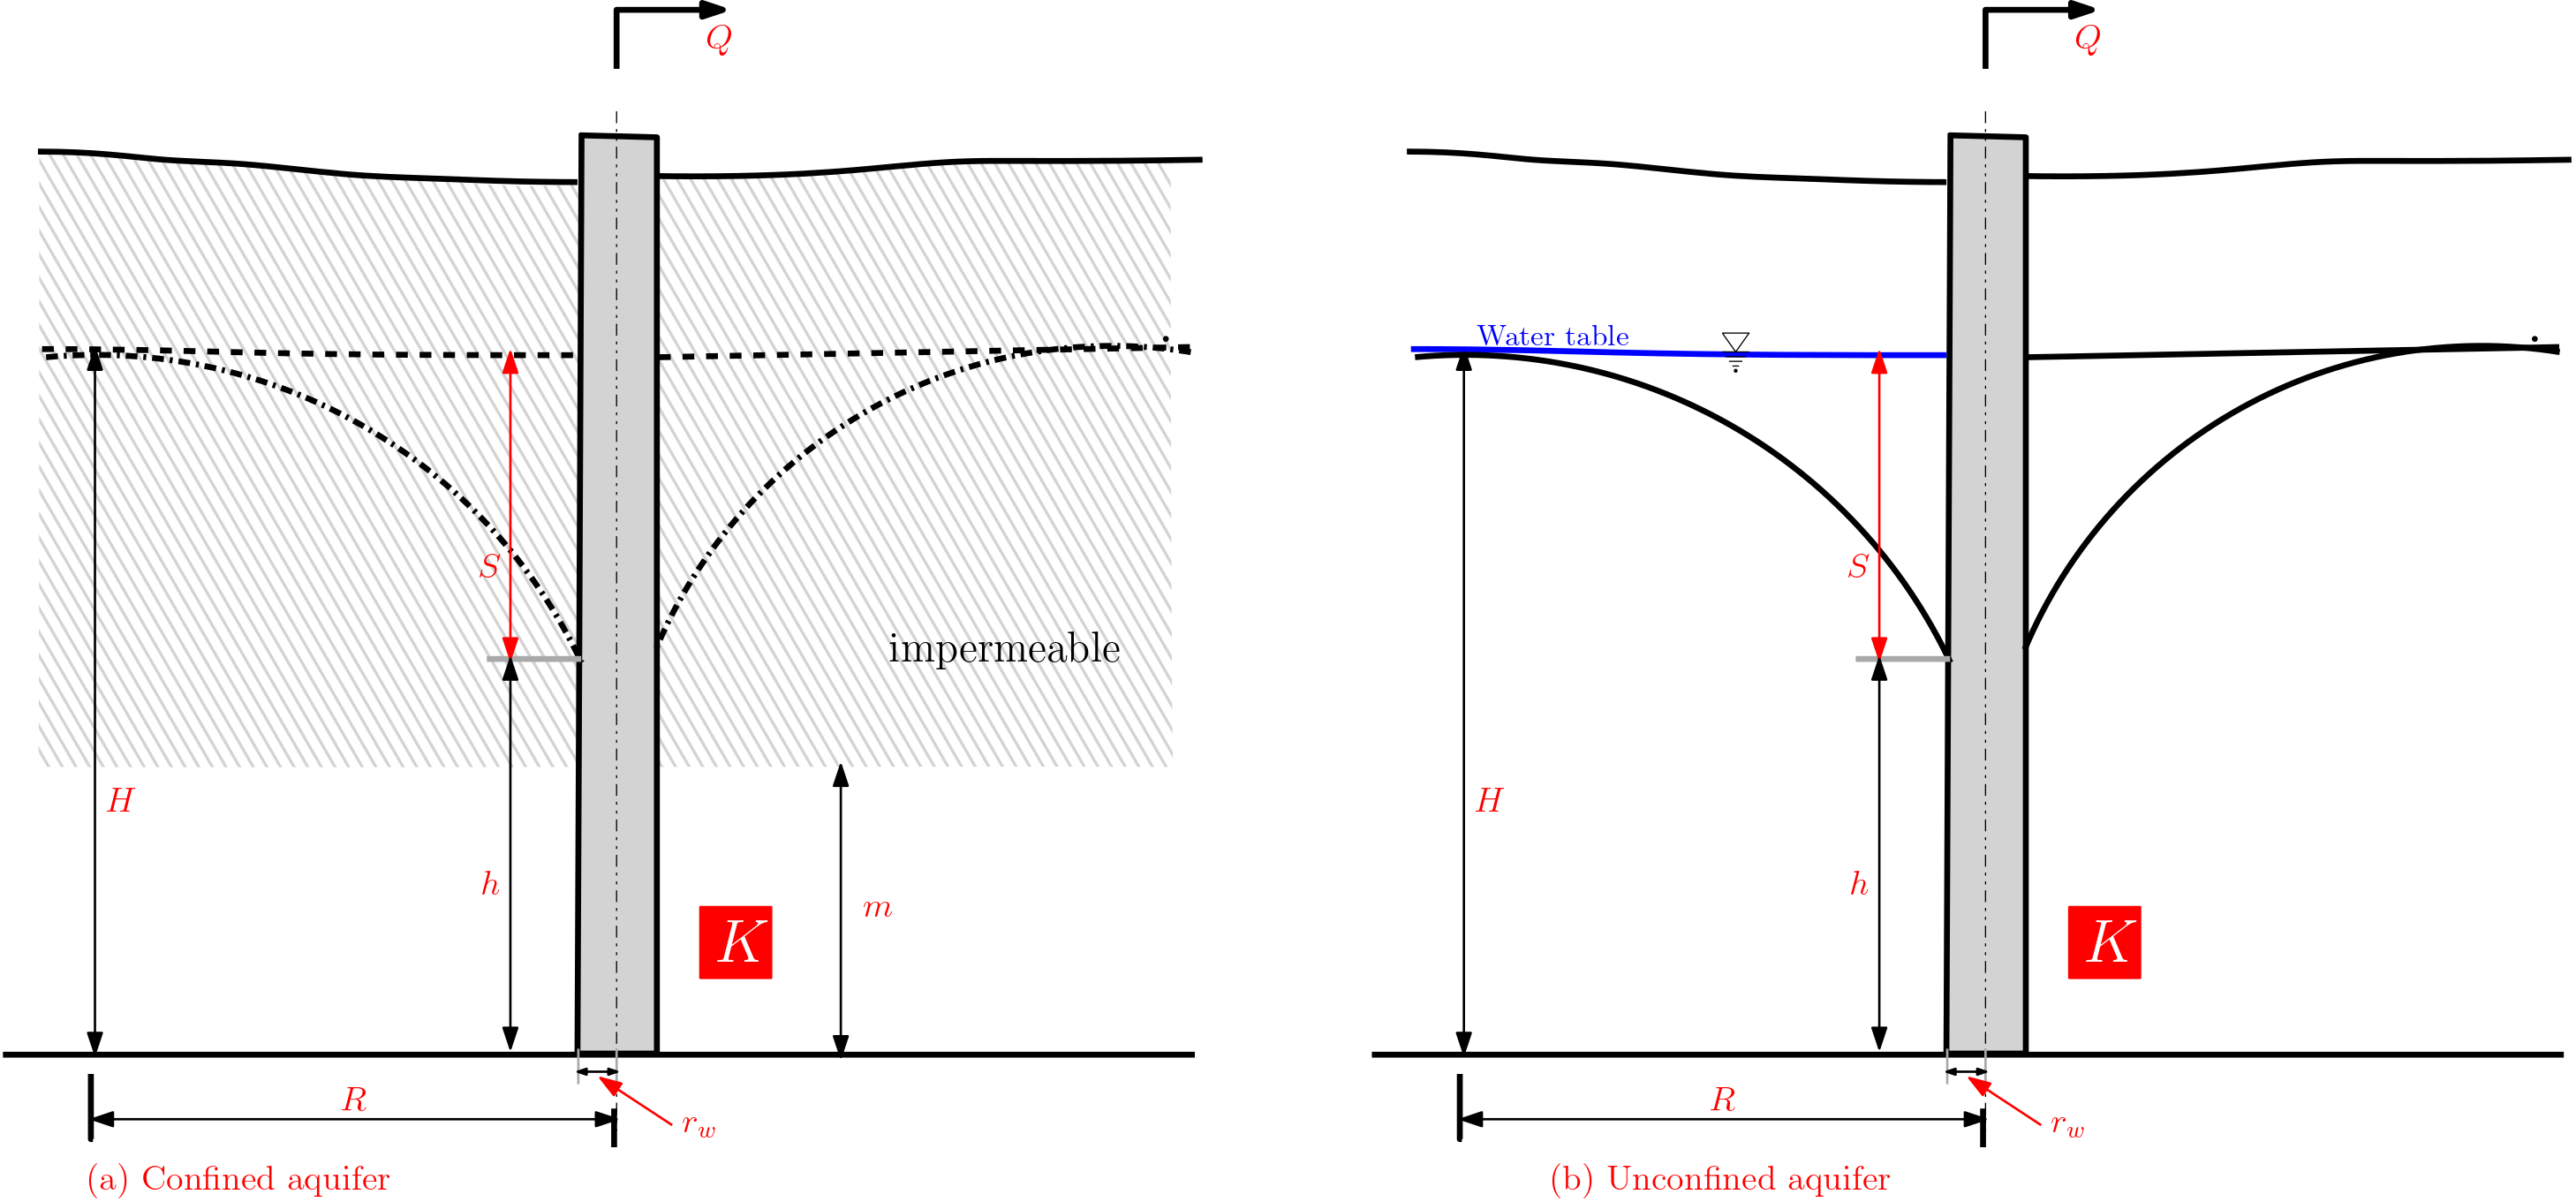 Q
Q
Water table
S
S
impermeable
H
H
h
h
m
K
K
R
R
r_w
r_w
(a) Confined aquifer
(b) Unconfined aquifer